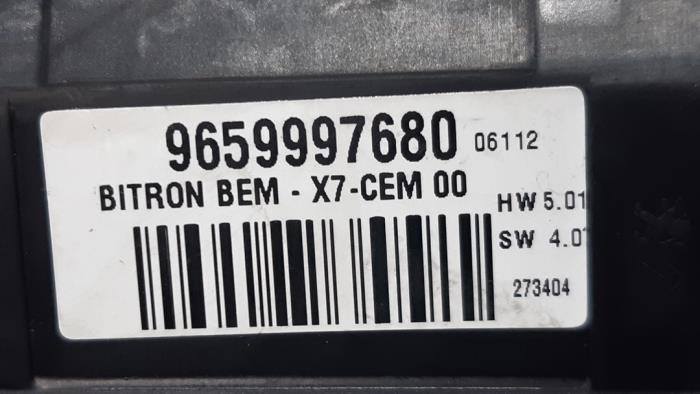 9659997680 06112
BITRON BEM - X7-CEM 00
HW 5.01
SW 4.0
273404